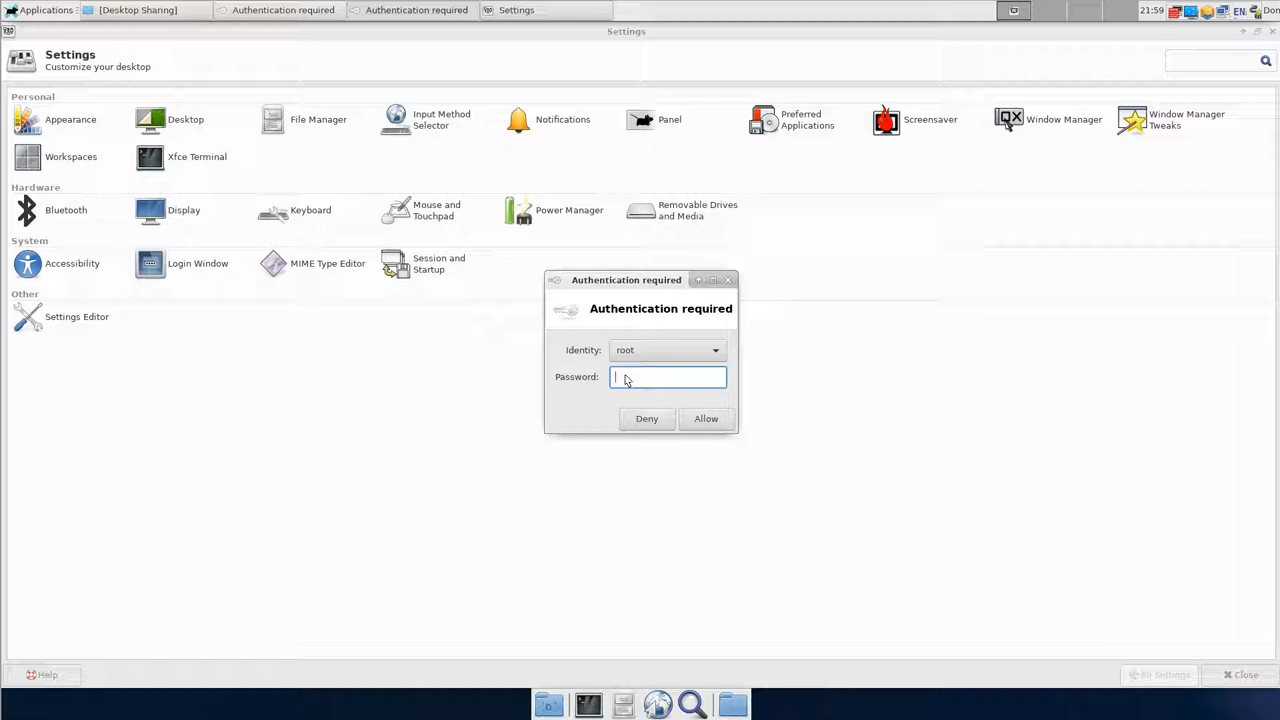 Applications [Desktop Sharing] Authentication required Authentication required Settings 21:59 EN Don
Settings
Settings
Customize your desktop
Personal
Appearance Desktop File Manager Input Method Selector Notifications Panel Preferred Applications Screensaver Window Manager Window Manager Tweaks
Workspaces Xfce Terminal
Hardware
Bluetooth Display Keyboard Mouse and Touchpad Power Manager Removable Drives and Media
System
Accessibility Login Window MIME Type Editor Session and Startup
Other
Settings Editor
Authentication required
Authentication required
Identity: root
Password:
Deny Allow
Help All Settings Close